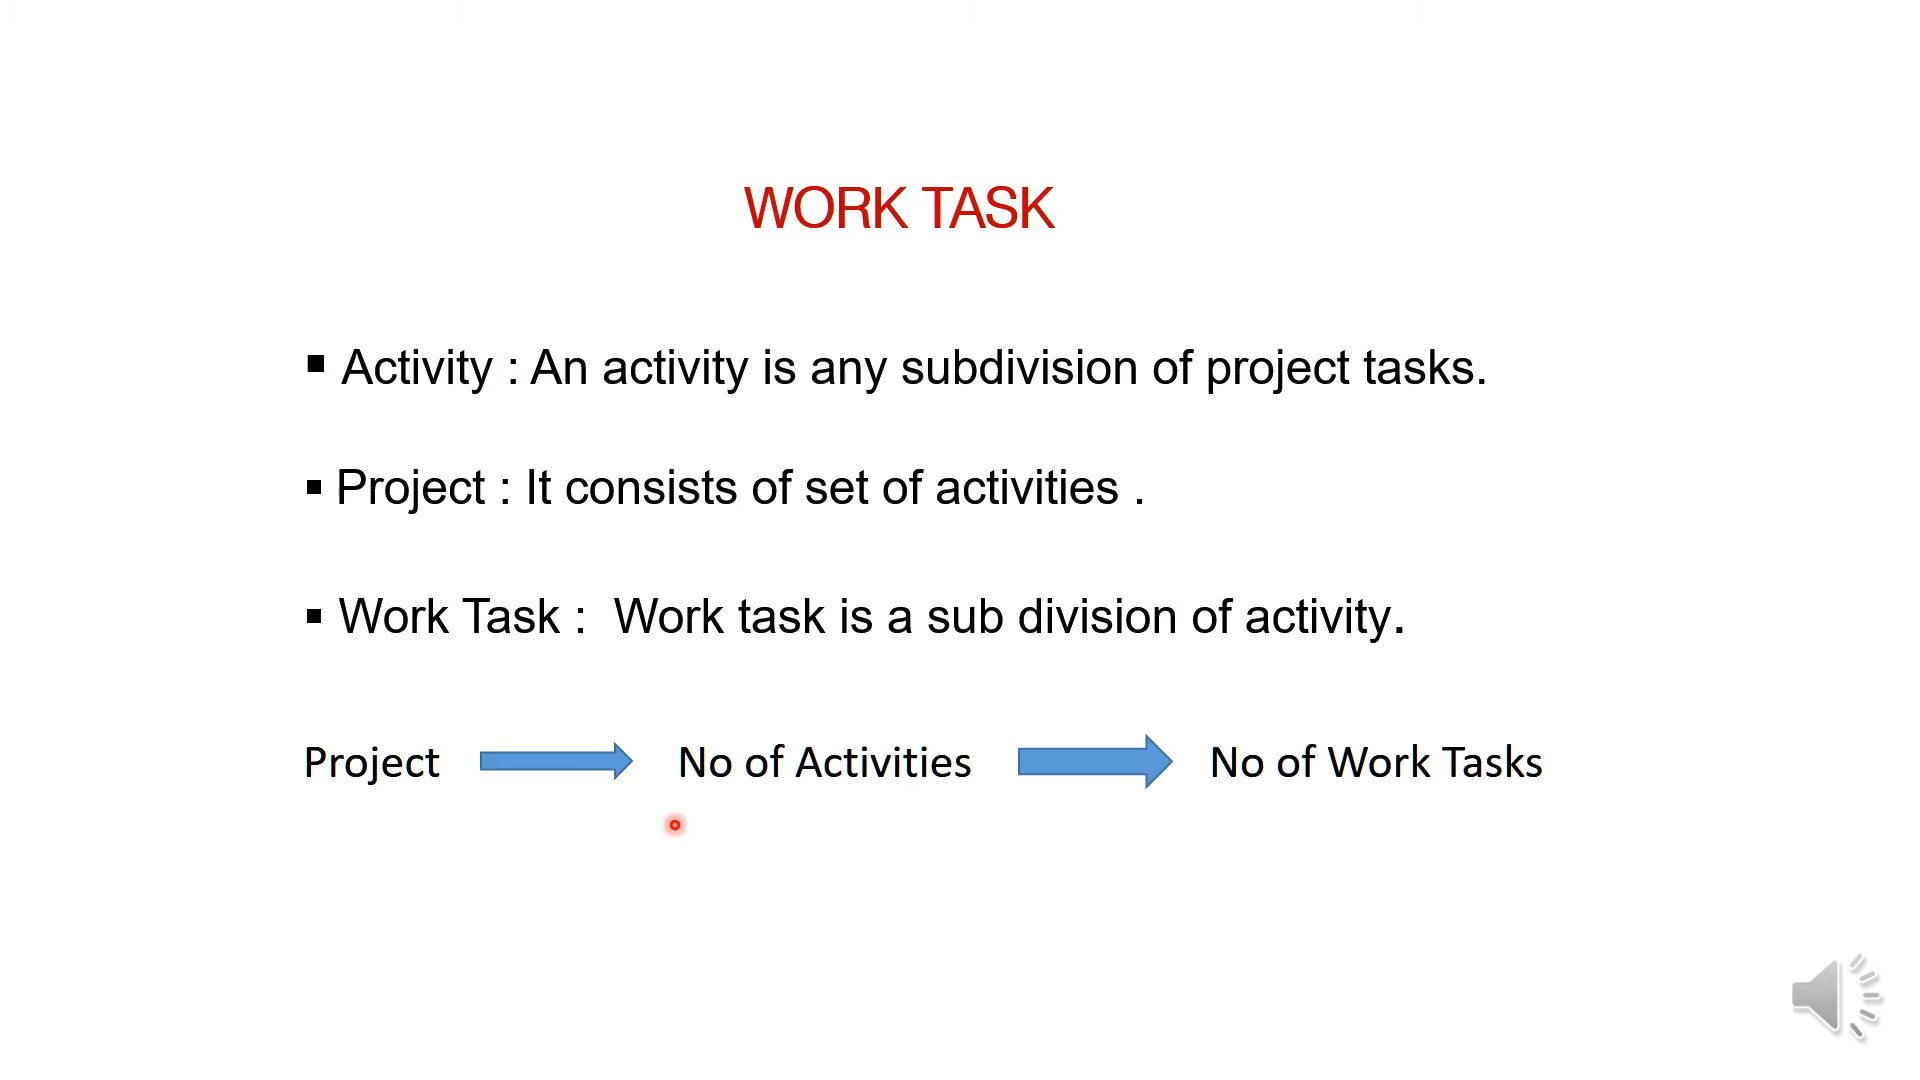 WORK TASK
▪ Activity : An activity is any subdivision of project tasks.
▪ Project : It consists of set of activities .
▪ Work Task :  Work task is a sub division of activity.
Project No of Activities No of Work Tasks